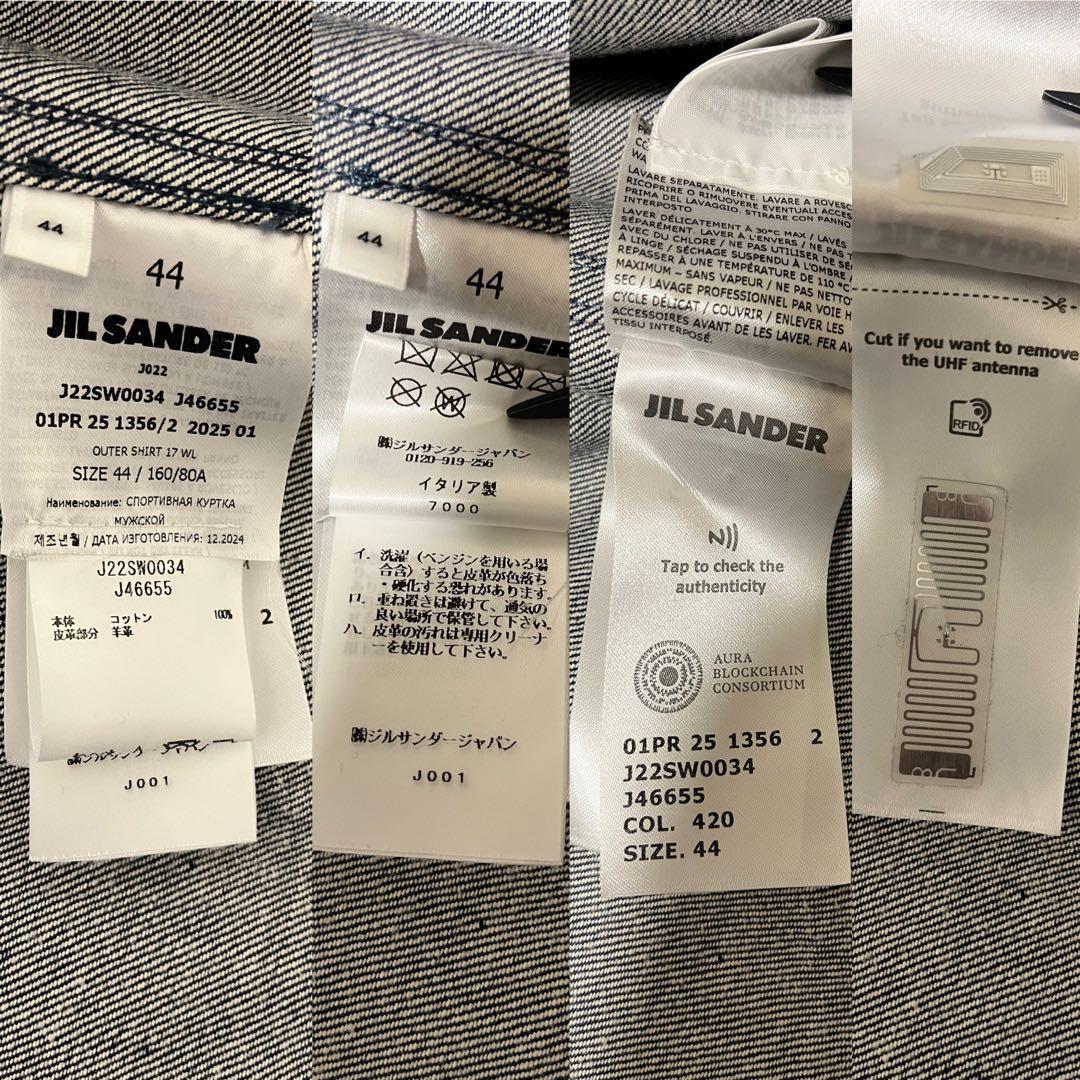 44
44
JIL SANDER
J022
J22SW0034 J46655
01PR 25 1356/2 2025 01
OUTER SHIRT 17 WL
SIZE 44 / 160/80A
Наименование: СПОРТИВНАЯ КУРТКА
МУЖСКОЙ
제조년월 / ДАТА ИЗГОТОВЛЕНИЯ: 12.2024
J22SW0034
J46655
本体 コットン 100%
皮革部分 羊革
2
J001
44
44
JIL SANDER
㈱ジルサンダージャパン
0120-919-256
イタリア製
7000
イ. 洗濯(ベンジンを用いる場
合含)すると皮革が色落ち
・硬化する恐れがあります。
ロ. 重ね置きは避けて、通気の
良い場所で保管して下さい。
ハ. 皮革の汚れは専用クリーナ
ーを使用して下さい。
㈱ジルサンダージャパン
J001
LAVARE SEPARATAMENTE. LAVARE A ROVESC
RICOPRIRE O RIMUOVERE EVENTUALI ACCES
PRIMA DEL LAVAGGIO. STIRARE CON PANNO
INTERPOSTO
LAVER DÉLICATEMENT À 30°C MAX / LAVÉS
SÉPARÉMENT. LAVER À L'ENVERS / NE PAS T
AVEC DU CHLORE / NE PAS UTILISER DE SÉ
À LINGE / SÉCHAGE SUSPENDU À L'OMBRE /
REPASSER À UNE TEMPÉRATURE DE 110 °C
MAXIMUM – SANS VAPEUR / NE PAS NETTO
SEC / LAVAGE PROFESSIONNEL PAR VOIE H
CYCLE DÉLICAT / COUVRIR / ENLEVER LES
ACCESSOIRES AVANT DE LES LAVER. FER AV
TISSU INTERPOSÉ.
JIL SANDER
Tap to check the
authenticity
AURA
BLOCKCHAIN
CONSORTIUM
01PR 25 1356 2
J22SW0034
J46655
COL. 420
SIZE. 44
JIL SANDER
Cut if you want to remove
the UHF antenna
RFID